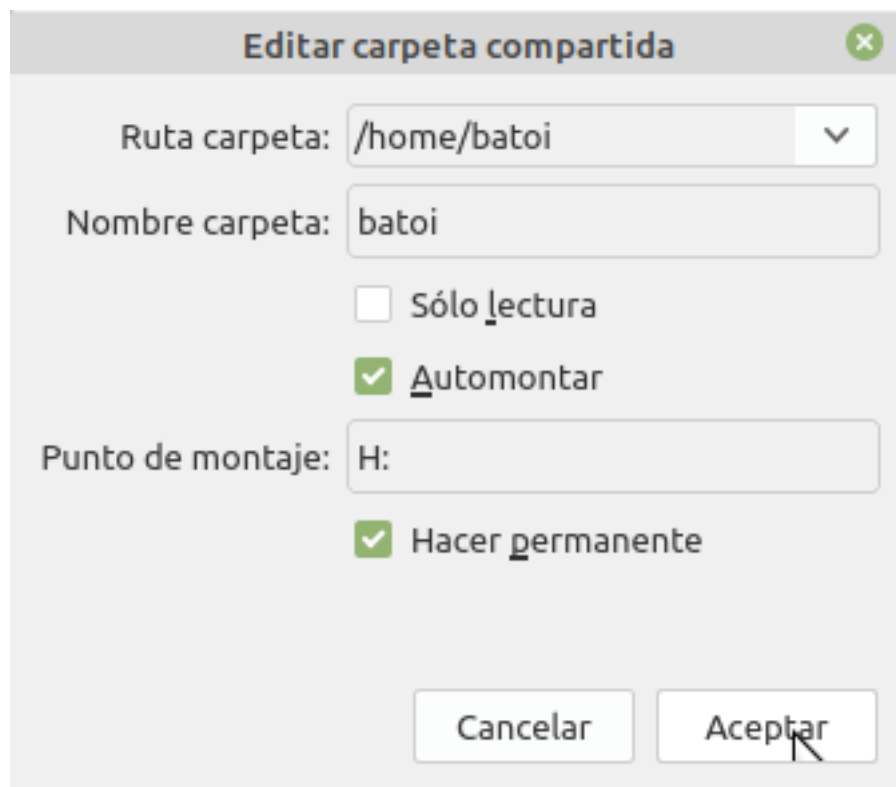 Editar carpeta compartida
Ruta carpeta: /home/batoi
Nombre carpeta: batoi
Sólo lectura
Automontar
Punto de montaje: H:
Hacer permanente
Cancelar Aceptar